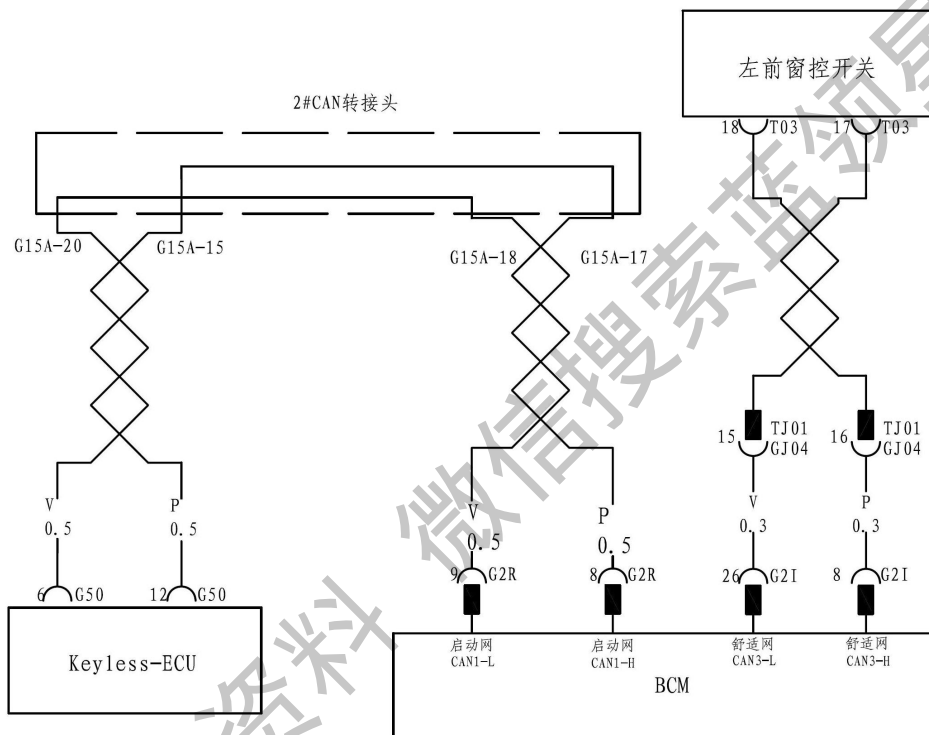 左前窗控开关
2#CAN转接头
18 T03 17 T03
G15A-20 G15A-15 G15A-18 G15A-17
15 TJ01 GJ04
16 TJ01 GJ04
V P V P V P
0.5 0.5 0.5 0.5 0.3 0.3
6 G50 12 G50
9 G2R 8 G2R 26 G2I 8 G2I
启动网
CAN1-L
启动网
CAN1-H
舒适网
CAN3-L
舒适网
CAN3-H
Keyless-ECU
BCM
资料 微信搜索蓝领星